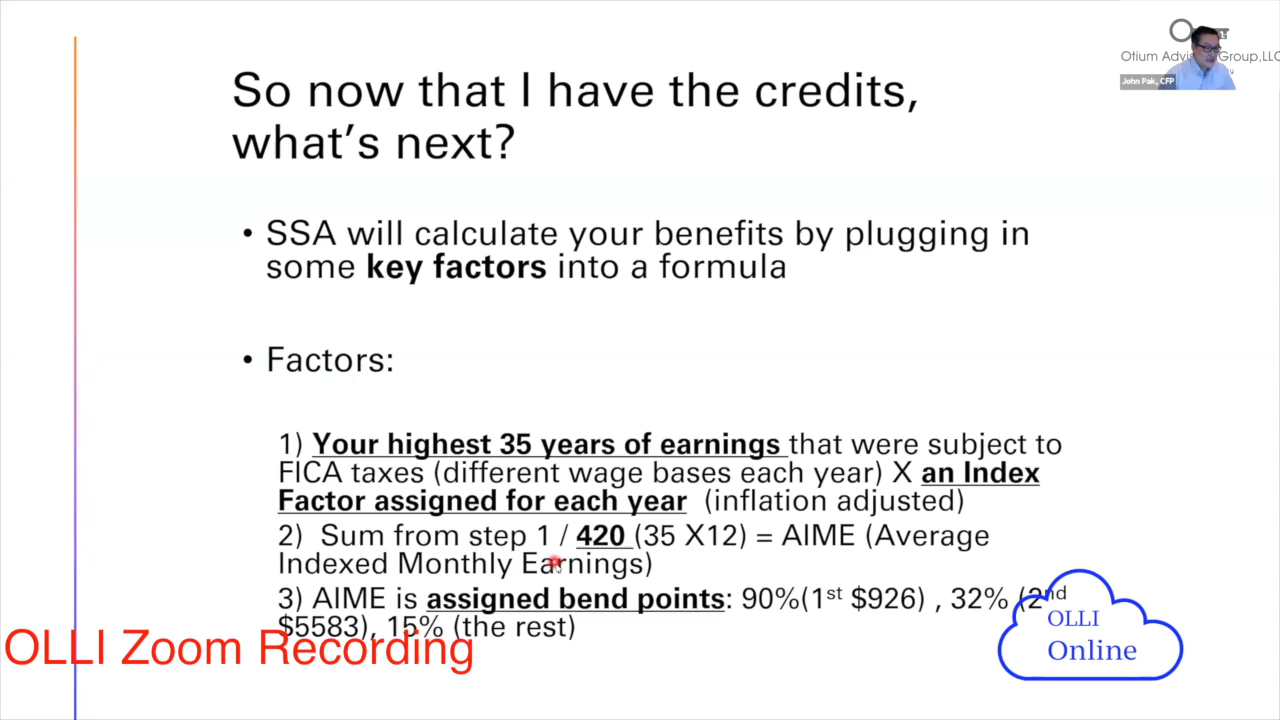 Otium Advis Group,LLC
John Pak, CFP
So now that I have the credits,
what's next?
• SSA will calculate your benefits by plugging in
some key factors into a formula
• Factors:
1) Your highest 35 years of earnings that were subject to
FICA taxes (different wage bases each year) X an Index
Factor assigned for each year (inflation adjusted)
2) Sum from step 1 / 420 (35 X12) = AIME (Average
Indexed Monthly Earnings)
3) AIME is assigned bend points: 90%(1st $926) , 32% (2nd
$5583), 15% (the rest)
OLLI
Online
OLLI Zoom Recording